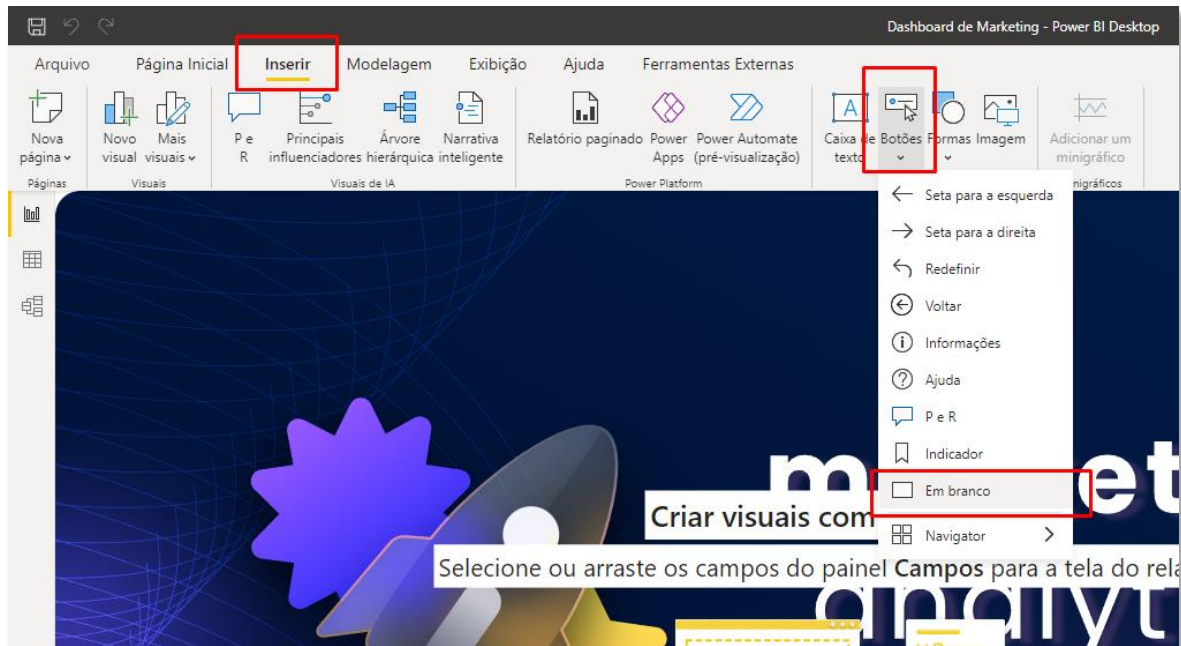 Dashboard de Marketing - Power BI Desktop
Arquivo Página Inicial Inserir Modelagem Exibição Ajuda Ferramentas Externas
Nova página
Novo visual
Mais visuais
P e R
Principais influenciadores
Árvore hierárquica
Narrativa inteligente
Relatório paginado
Power Apps
Power Automate (pré-visualização)
Caixa de texto
Botões
Formas
Imagem
Adicionar um minigráfico
Páginas
Visuais
Visuais de IA
Power Platform
Seta para a esquerda
Seta para a direita
Redefinir
Voltar
Informações
Ajuda
P e R
Indicador
Em branco
Navigator
Criar visuais com
Selecione ou arraste os campos do painel Campos para a tela do rela
analyt